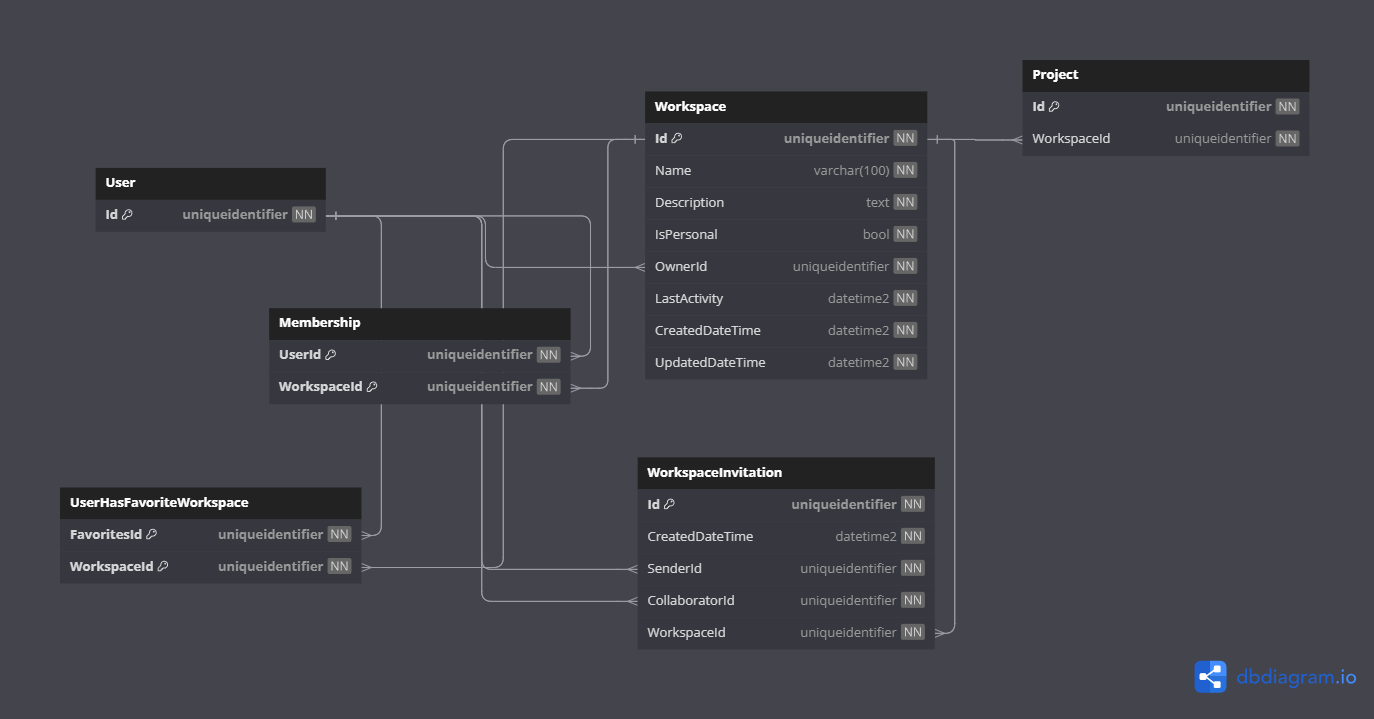 Project
Id uniqueidentifier NN
WorkspaceId uniqueidentifier NN
Workspace
Id uniqueidentifier NN
Name varchar(100) NN
Description text NN
IsPersonal bool NN
OwnerId uniqueidentifier NN
LastActivity datetime2 NN
CreatedDateTime datetime2 NN
UpdatedDateTime datetime2 NN
User
Id uniqueidentifier NN
Membership
UserId uniqueidentifier NN
WorkspaceId uniqueidentifier NN
UserHasFavoriteWorkspace
FavoritesId uniqueidentifier NN
WorkspaceId uniqueidentifier NN
WorkspaceInvitation
Id uniqueidentifier NN
CreatedDateTime datetime2 NN
SenderId uniqueidentifier NN
CollaboratorId uniqueidentifier NN
WorkspaceId uniqueidentifier NN
dbdiagram.io